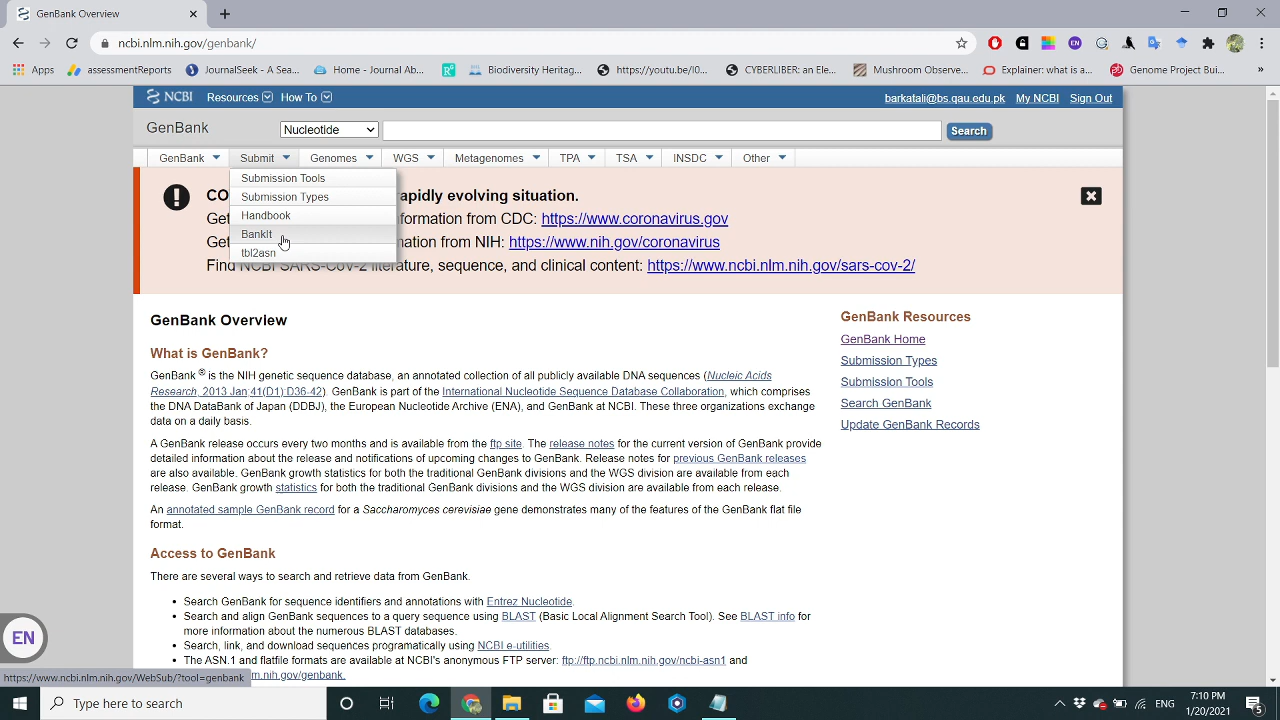 GenBank Overview
ncbi.nlm.nih.gov/genbank/
Apps assessmentReports JournalSeek - A Sea... Home - Journal Ab... Biodiversity Heritag... https://youtu.be/I0... CYBERLIBER: an Ele... Mushroom Observe... Explainer: what is a... Genome Project Bui... »
NCBI Resources How To barkatali@bs.qau.edu.pk My NCBI Sign Out
GenBank Nucleotide Search
GenBank Submit Genomes WGS Metagenomes TPA TSA INSDC Other
Submission Tools
Submission Types
Handbook
BankIt
tbl2asn
CO apidly evolving situation.
Get formation from CDC: https://www.coronavirus.gov
Get mation from NIH: https://www.nih.gov/coronavirus
Find NCBI SARS-CoV-2 literature, sequence, and clinical content: https://www.ncbi.nlm.nih.gov/sars-cov-2/
GenBank Overview
What is GenBank?
GenBank ® is the NIH genetic sequence database, an annotated collection of all publicly available DNA sequences (Nucleic Acids
Research, 2013 Jan;41(D1):D36-42). GenBank is part of the International Nucleotide Sequence Database Collaboration, which comprises
the DNA DataBank of Japan (DDBJ), the European Nucleotide Archive (ENA), and GenBank at NCBI. These three organizations exchange
data on a daily basis.
A GenBank release occurs every two months and is available from the ftp site. The release notes for the current version of GenBank provide
detailed information about the release and notifications of upcoming changes to GenBank. Release notes for previous GenBank releases
are also available. GenBank growth statistics for both the traditional GenBank divisions and the WGS division are available from each
release. GenBank growth statistics for both the traditional GenBank divisions and the WGS division are available from each release.
An annotated sample GenBank record for a Saccharomyces cerevisiae gene demonstrates many of the features of the GenBank flat file
format.
Access to GenBank
There are several ways to search and retrieve data from GenBank.
• Search GenBank for sequence identifiers and annotations with Entrez Nucleotide.
• Search and align GenBank sequences to a query sequence using BLAST (Basic Local Alignment Search Tool). See BLAST info for
more information about the numerous BLAST databases.
• Search, link, and download sequences programatically using NCBI e-utilities.
• The ASN.1 and flatfile formats are available at NCBI's anonymous FTP server: ftp://ftp.ncbi.nlm.nih.gov/ncbi-asn1 and
m.nih.gov/genbank.
GenBank Resources
GenBank Home
Submission Types
Submission Tools
Search GenBank
Update GenBank Records
EN
https://www.ncbi.nlm.nih.gov/WebSub/?tool=genbank
Type here to search
7:10 PM
1/20/2021